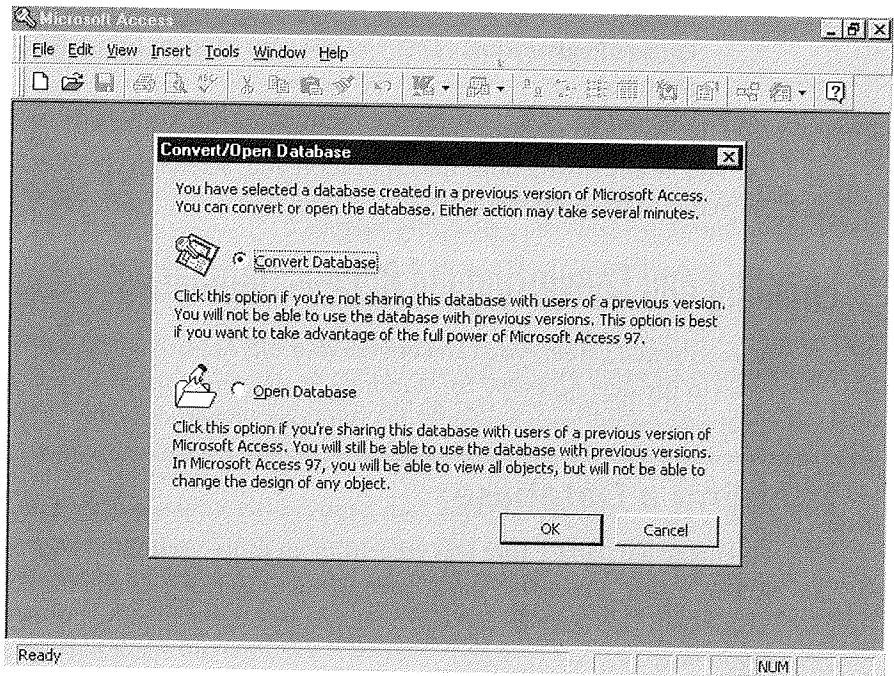 Microsoft Access
File Edit View Insert Tools Window Help
Convert/Open Database
You have selected a database created in a previous version of Microsoft Access.
You can convert or open the database. Either action may take several minutes.
Convert Database
Click this option if you're not sharing this database with users of a previous version.
You will not be able to use the database with previous versions. This option is best
if you want to take advantage of the full power of Microsoft Access 97.
Open Database
Click this option if you're sharing this database with users of a previous version of
Microsoft Access. You will still be able to use the database with previous versions.
In Microsoft Access 97, you will be able to view all objects, but will not be able to
change the design of any object.
OK Cancel
Ready NUM